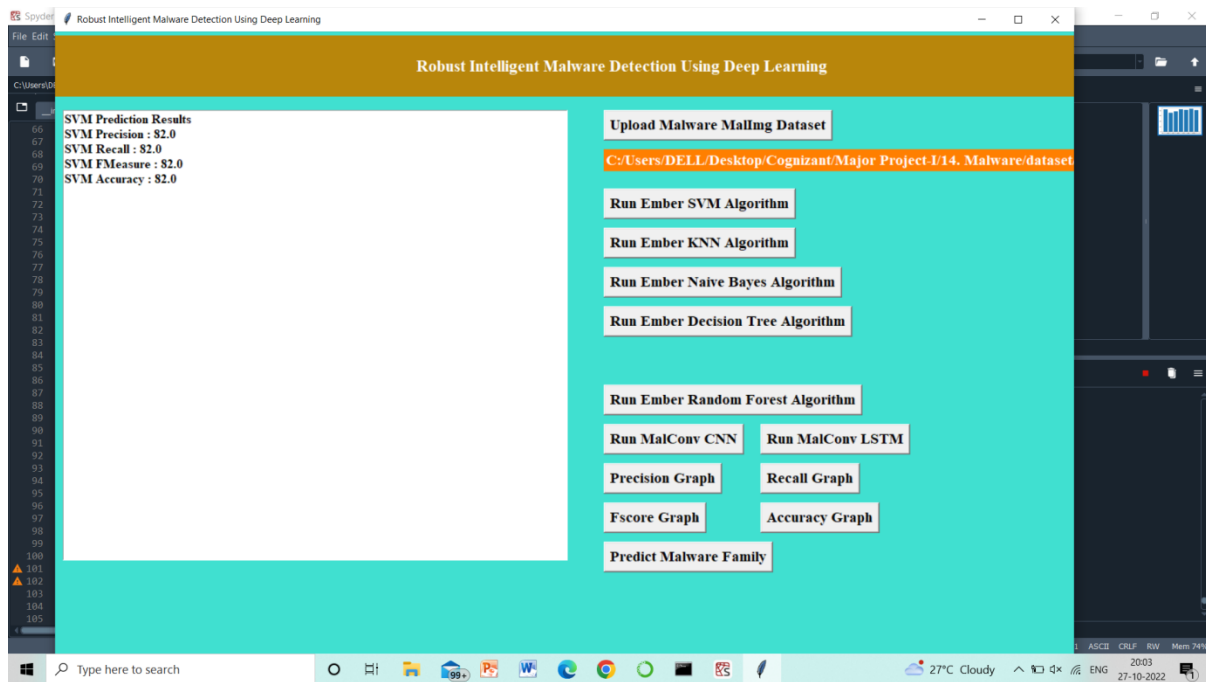 Spyder
Robust Intelligent Malware Detection Using Deep Learning
File Edit
C:\Users\DE
Robust Intelligent Malware Detection Using Deep Learning
SVM Prediction Results
SVM Precision : 82.0
SVM Recall : 82.0
SVM FMeasure : 82.0
SVM Accuracy : 82.0
Upload Malware MalImg Dataset
C:/Users/DELL/Desktop/Cognizant/Major Project-I/14. Malware/dataset
Run Ember SVM Algorithm
Run Ember KNN Algorithm
Run Ember Naive Bayes Algorithm
Run Ember Decision Tree Algorithm
Run Ember Random Forest Algorithm
Run MalConv CNN Run MalConv LSTM
Precision Graph Recall Graph
Fscore Graph Accuracy Graph
Predict Malware Family
66
67
68
69
70
71
72
73
74
75
76
77
78
79
80
81
82
83
84
85
86
87
88
89
90
91
92
93
94
95
96
97
98
99
100
101
102
103
104
105
ASCII CRLF RW Mem 74%
Type here to search
99+
27°C Cloudy
ENG
20:03
27-10-2022